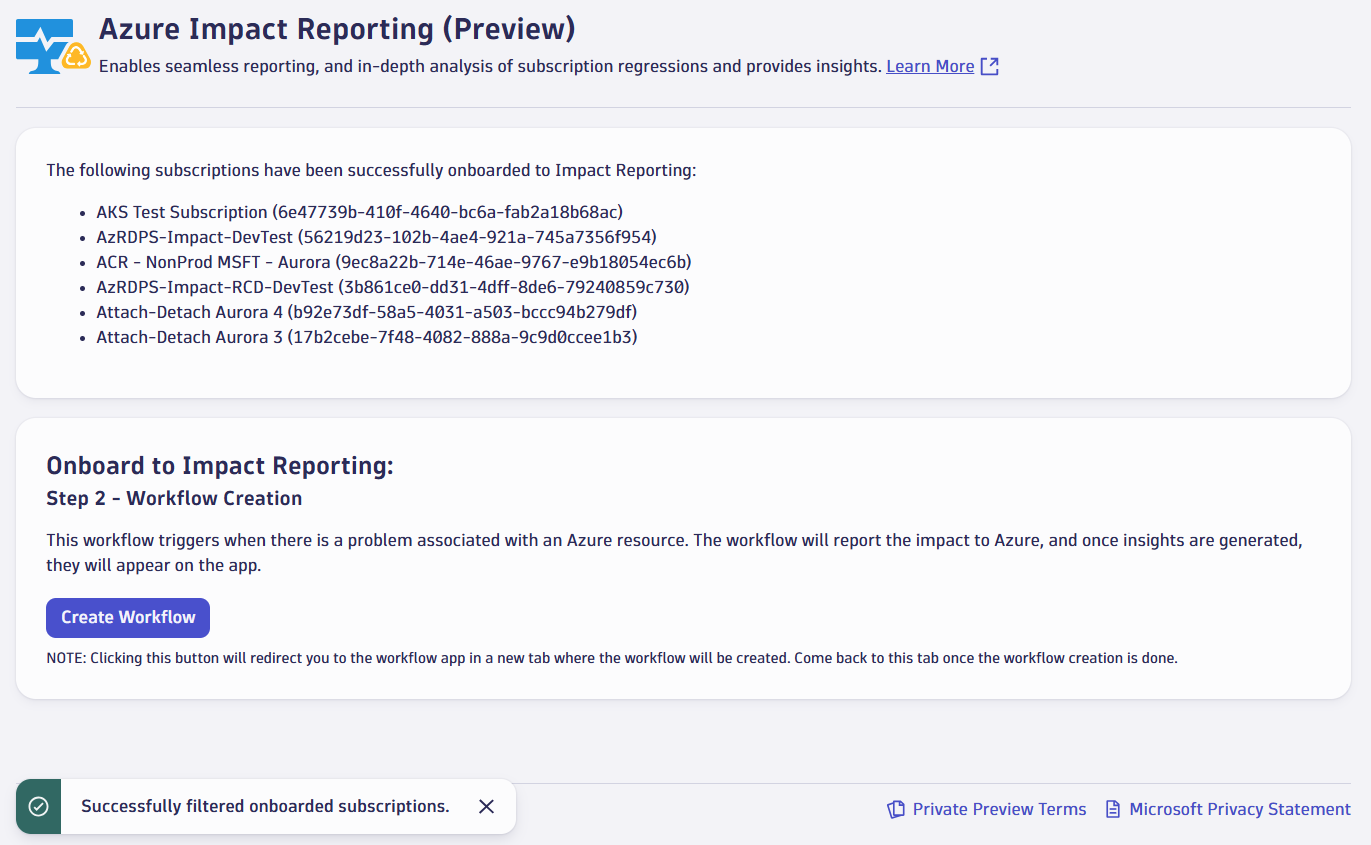 Azure Impact Reporting (Preview)
Enables seamless reporting, and in-depth analysis of subscription regressions and provides insights. Learn More
The following subscriptions have been successfully onboarded to Impact Reporting:
• AKS Test Subscription (6e47739b-410f-4640-bc6a-fab2a18b68ac)
• AzRDPS-Impact-DevTest (56219d23-102b-4ae4-921a-745a7356f954)
• ACR - NonProd MSFT - Aurora (9ec8a22b-714e-46ae-9767-e9b18054ec6b)
• AzRDPS-Impact-RCD-DevTest (3b861ce0-dd31-4dff-8de6-79240859c730)
• Attach-Detach Aurora 4 (b92e73df-58a5-4031-a503-bccc94b279df)
• Attach-Detach Aurora 3 (17b2cebe-7f48-4082-888a-9c9d0ccee1b3)
Onboard to Impact Reporting:
Step 2 - Workflow Creation
This workflow triggers when there is a problem associated with an Azure resource. The workflow will report the impact to Azure, and once insights are generated,
they will appear on the app.
Create Workflow
NOTE: Clicking this button will redirect you to the workflow app in a new tab where the workflow will be created. Come back to this tab once the workflow creation is done.
Successfully filtered onboarded subscriptions.
Private Preview Terms
Microsoft Privacy Statement